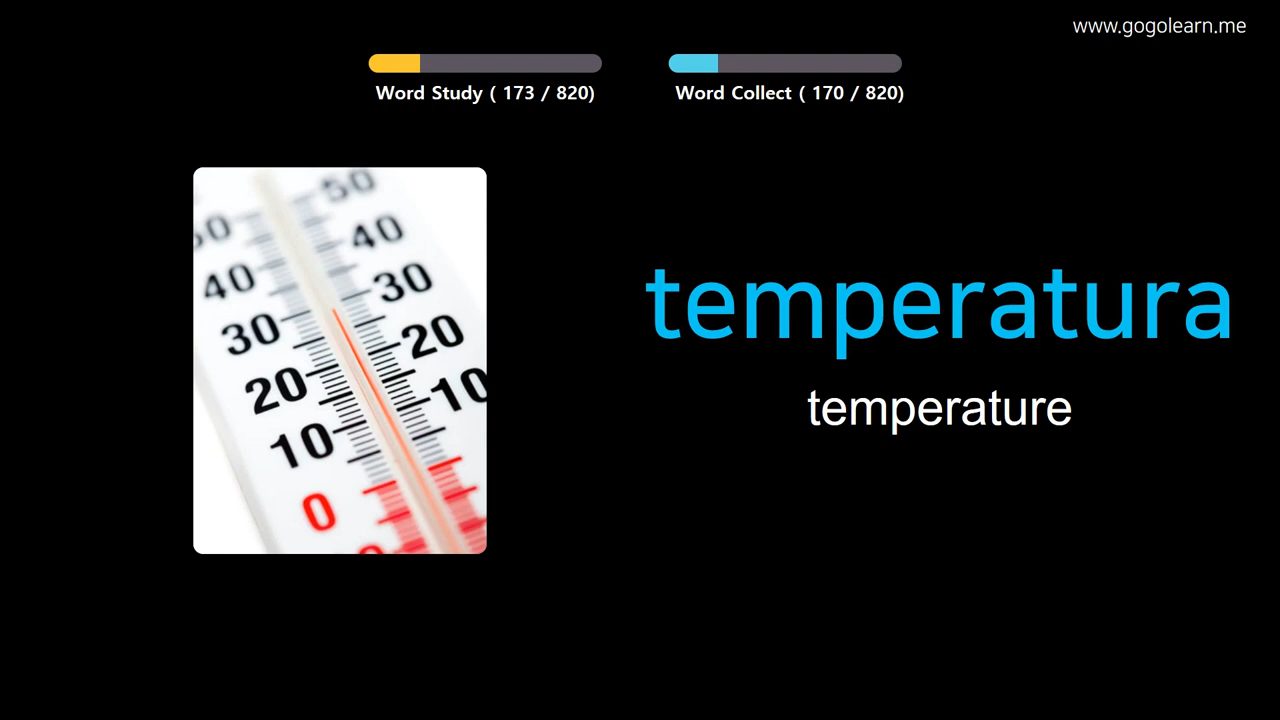 www.gogolearn.me
Word Study ( 173 / 820)
Word Collect ( 170 / 820)
50
50
40
40
30
30
20
20
10
10
0
temperatura
temperature